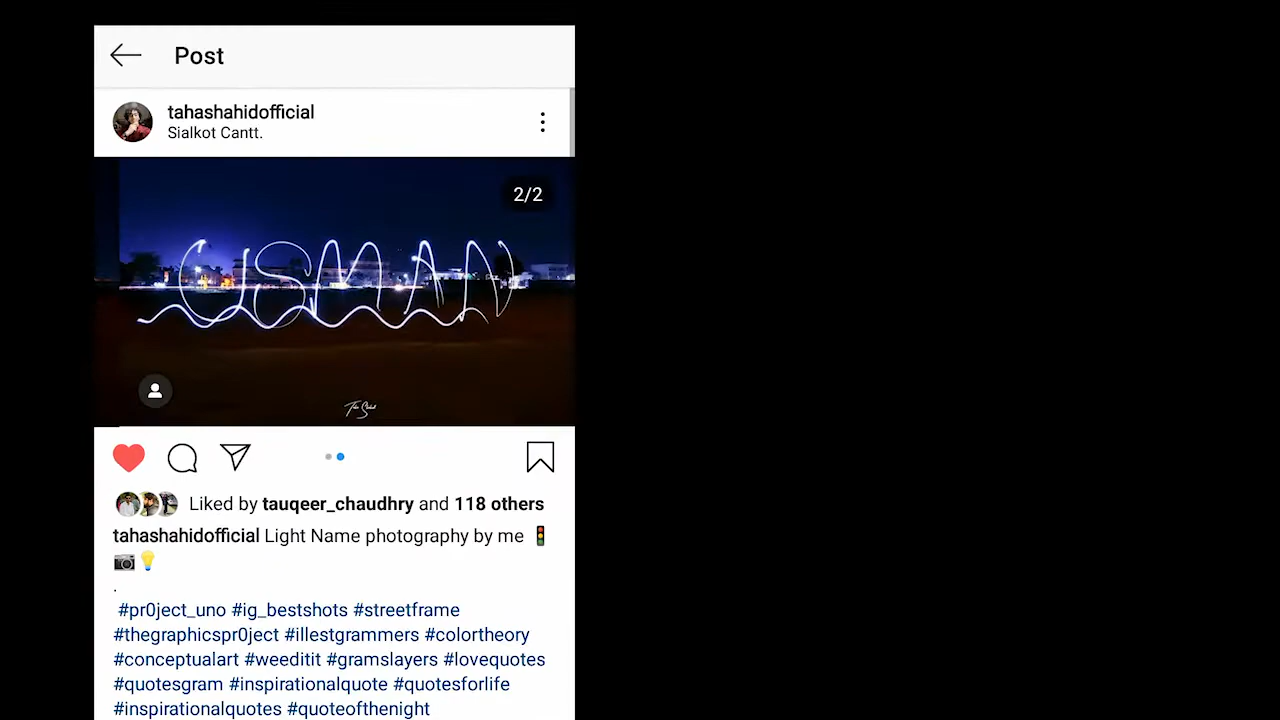 Post
tahashahidofficial
Sialkot Cantt.
2/2
USMAN
Liked by tauqeer_chaudhry and 118 others
tahashahidofficial Light Name photography by me 🚦
📷💡
.
#pr0ject_uno #ig_bestshots #streetframe
#thegraphicspr0ject #illestgrammers #colortheory
#conceptualart #weeditit #gramslayers #lovequotes
#quotesgram #inspirationalquote #quotesforlife
#inspirationalquotes #quoteofthenight